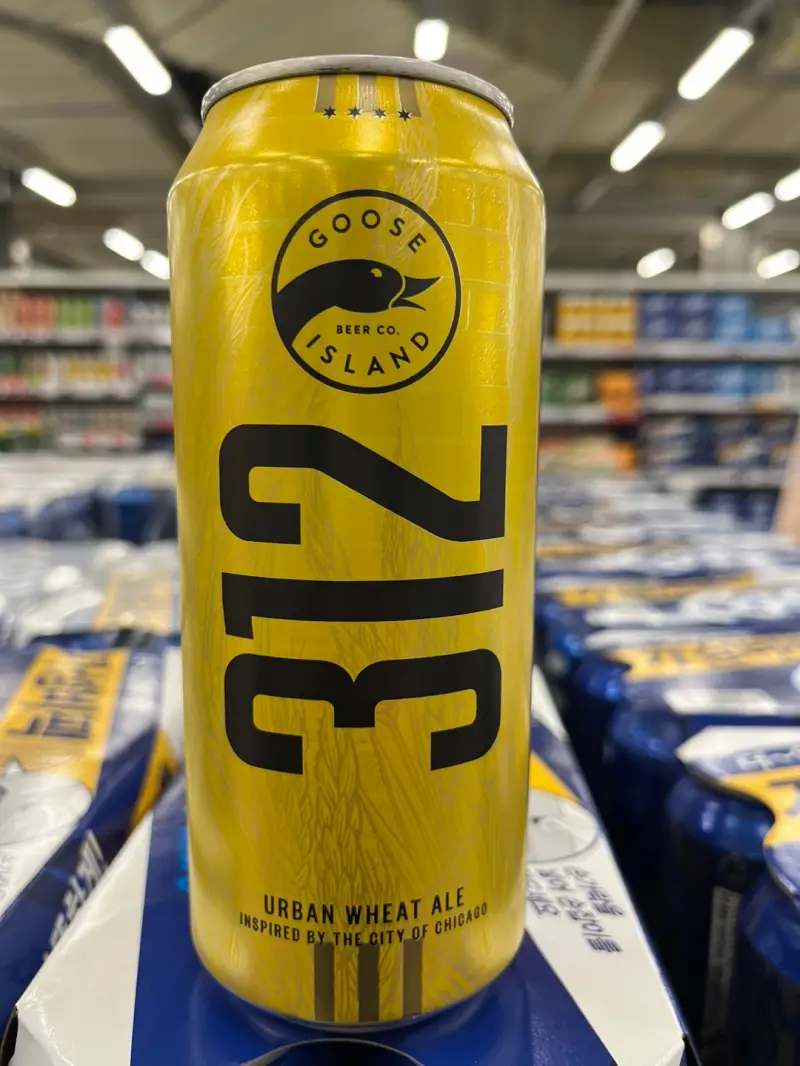 GOOSE
BEER CO.
ISLAND
312
URBAN WHEAT ALE
INSPIRED BY THE CITY OF CHICAGO